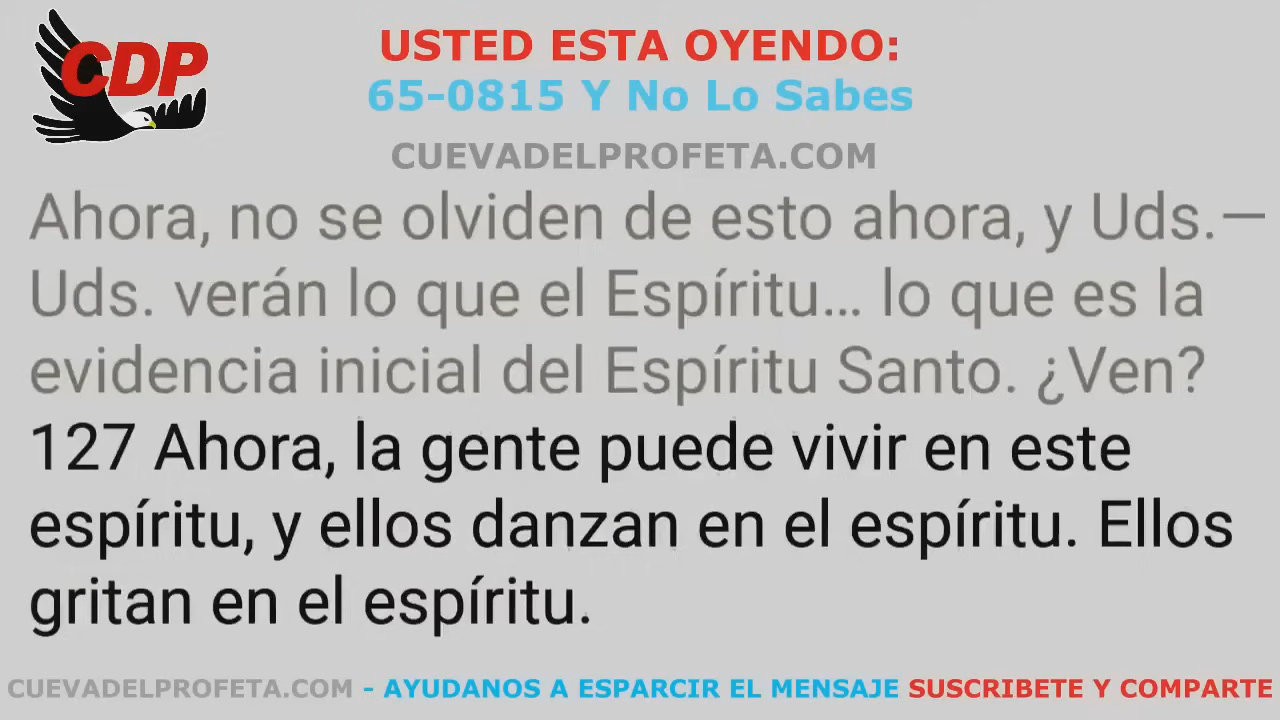 CDP
USTED ESTA OYENDO:
65-0815 Y No Lo Sabes
CUEVADELPROFETA.COM
Ahora, no se olviden de esto ahora, y Uds.—
Uds. verán lo que el Espíritu… lo que es la
evidencia inicial del Espíritu Santo. ¿Ven?
127 Ahora, la gente puede vivir en este
espíritu, y ellos danzan en el espíritu. Ellos
gritan en el espíritu.
CUEVADELPROFETA.COM - AYUDANOS A ESPARCIR EL MENSAJE SUSCRIBETE Y COMPARTE